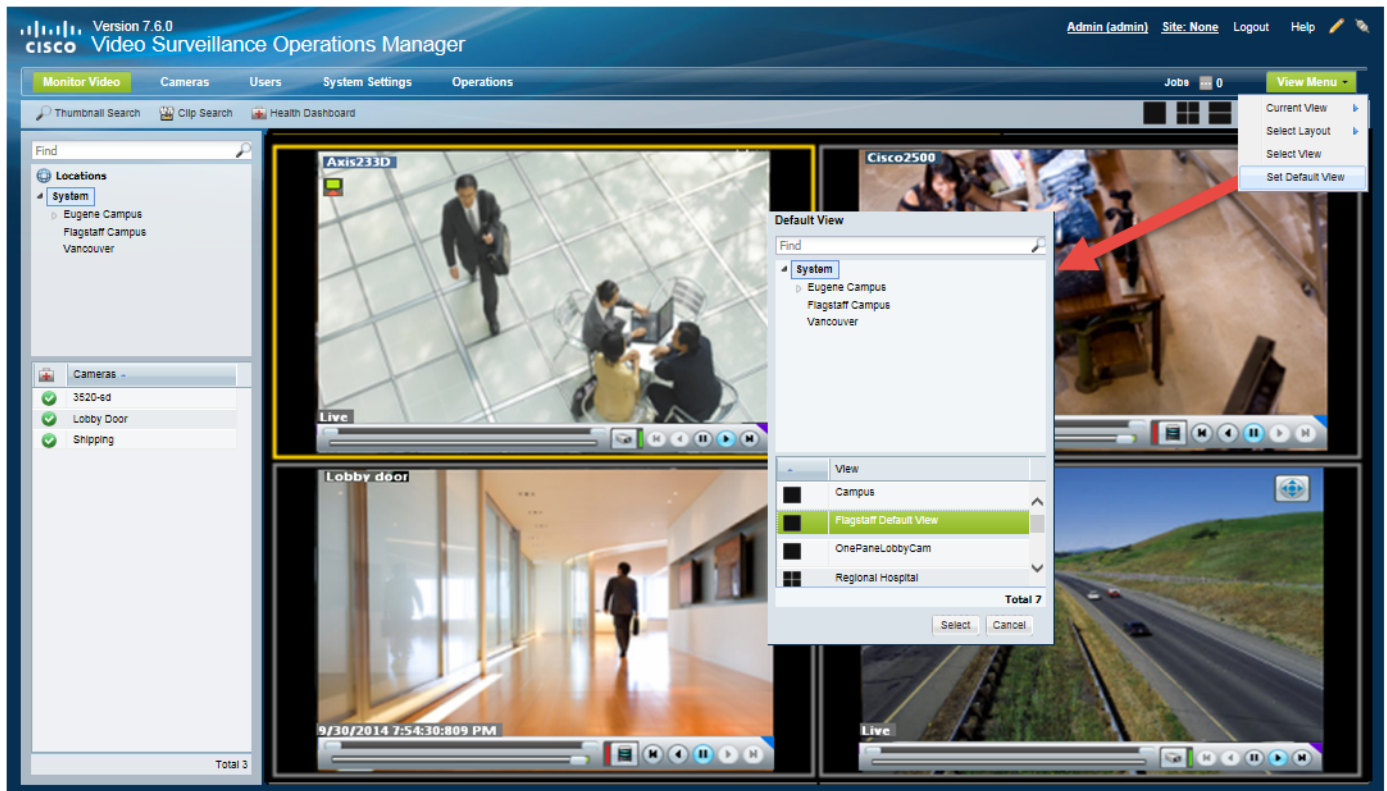 Version 7.6.0
CISCO Video Surveillance Operations Manager
Admin (admin) Site: None Logout Help
Monitor Video Cameras Users System Settings Operations
Jobs 0 View Menu
Thumbnail Search Clip Search Health Dashboard
Current View
Select Layout
Select View
Set Default View
Find
Locations
System
Eugene Campus
Flagstaff Campus
Vancouver
Cameras
3520-sd
Lobby Door
Shipping
Total 3
Axis233D
Live
Cisco2500
Lobby door
9/30/2014 7:54:30:809 PM
Live
Default View
Find
System
Eugene Campus
Flagstaff Campus
Vancouver
View
Campus
Flagstaff Default View
OnePaneLobbyCam
Regional Hospital
Total 7
Select Cancel